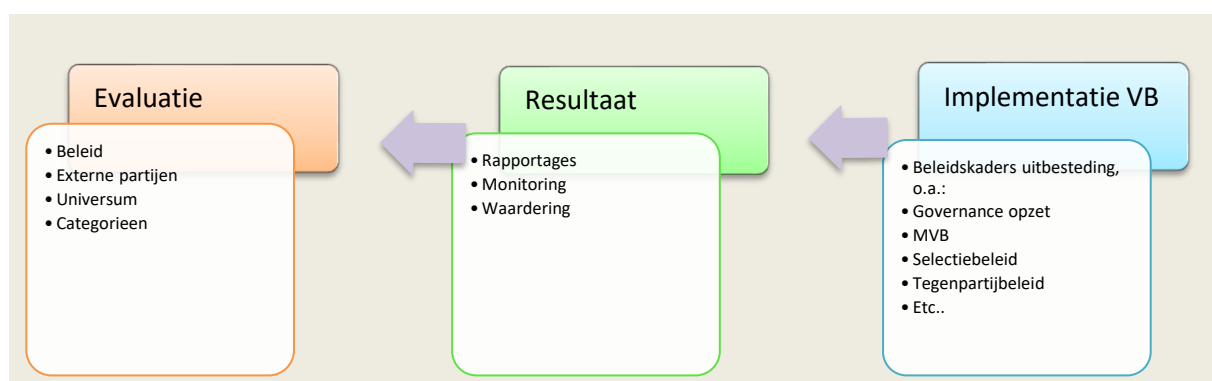 Evaluatie
• Beleid
• Externe partijen
• Universum
• Categorieen
Resultaat
• Rapportages
• Monitoring
• Waardering
Implementatie VB
• Beleidskaders uitbesteding,
o.a.:
• Governance opzet
• MVB
• Selectiebeleid
• Tegenpartijbeleid
• Etc..